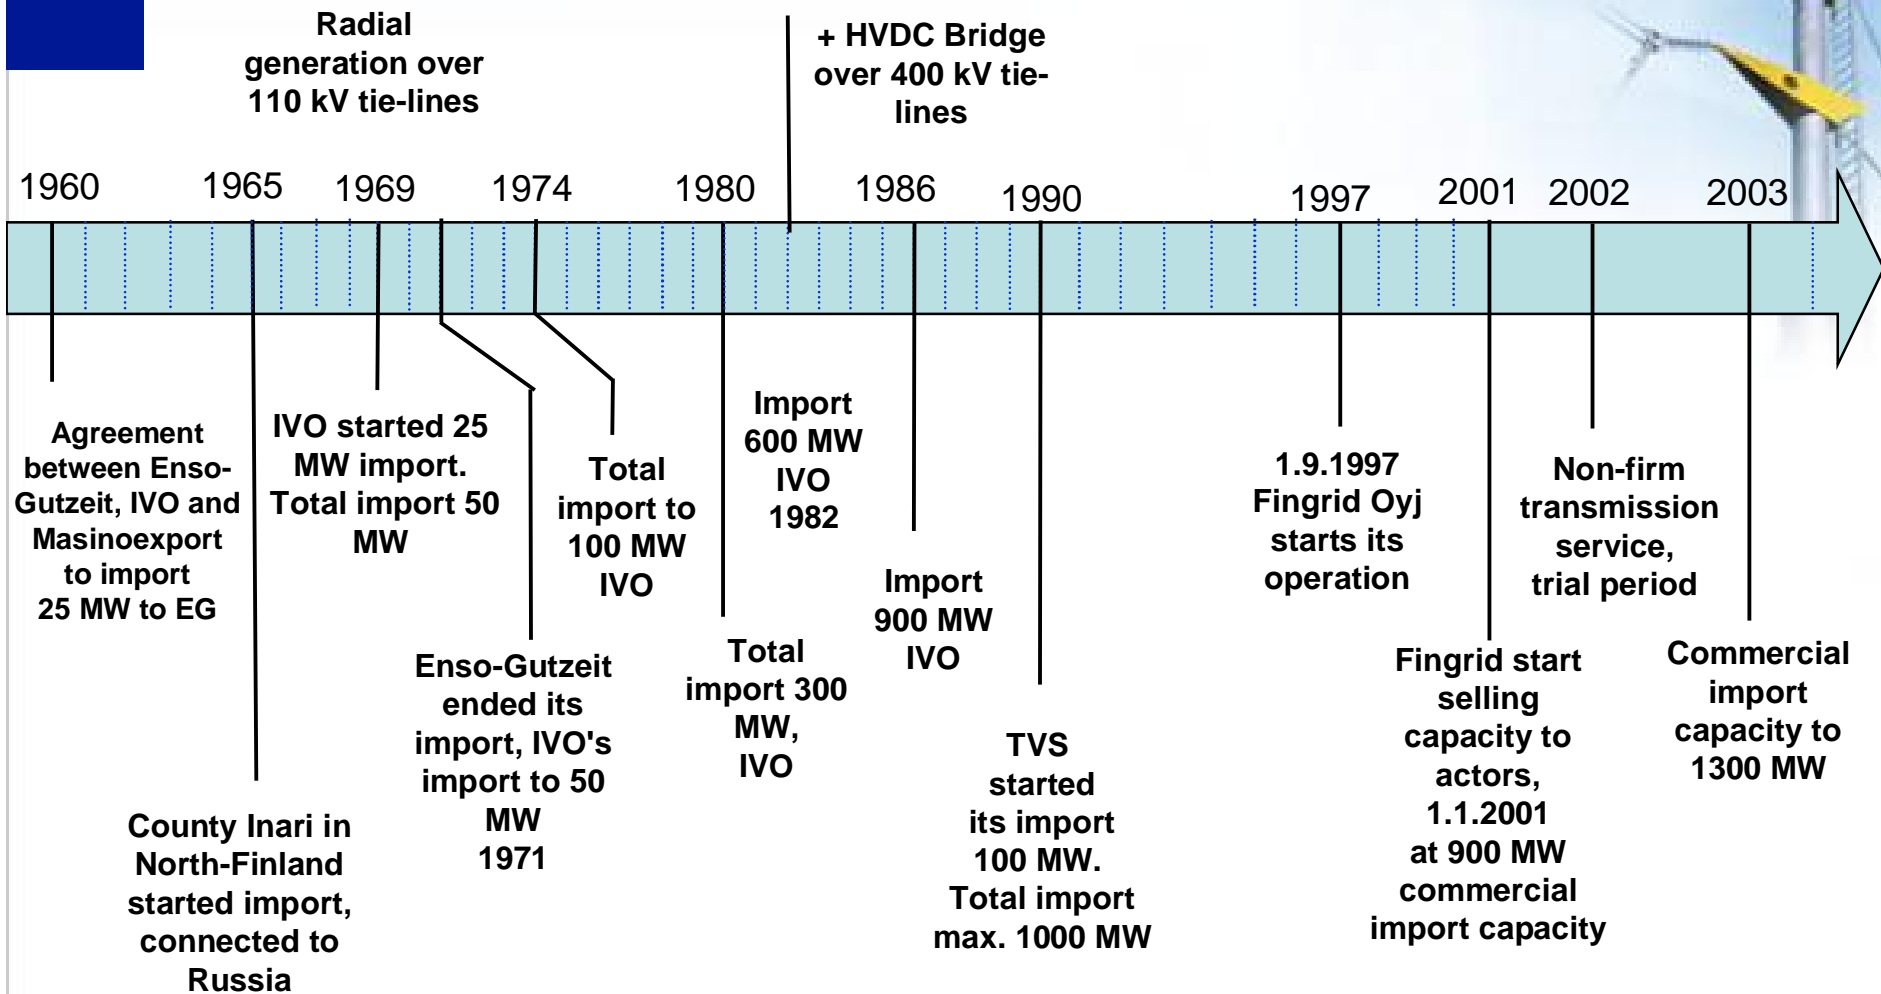 Radial
generation over
110 kV tie-lines
+ HVDC Bridge
over 400 kV tie-
lines
1960
1965
1969
1974
1980
1986
1990
1997
2001
2002
2003
Agreement
between Enso-
Gutzeit, IVO and
Masinoexport
to import
25 MW to EG
County Inari in
North-Finland
started import,
connected to
Russia
IVO started 25
MW import.
Total import 50
MW
Enso-Gutzeit
ended its
import, IVO's
import to 50
MW
1971
Total
import to
100 MW
IVO
Total
import 300
MW,
IVO
Import
600 MW
IVO
1982
Import
900 MW
IVO
TVS
started
its import
100 MW.
Total import
max. 1000 MW
1.9.1997
Fingrid Oyj
starts its
operation
Fingrid start
selling
capacity to
actors,
1.1.2001
at 900 MW
commercial
import capacity
Non-firm
transmission
service,
trial period
Commercial
import
capacity to
1300 MW